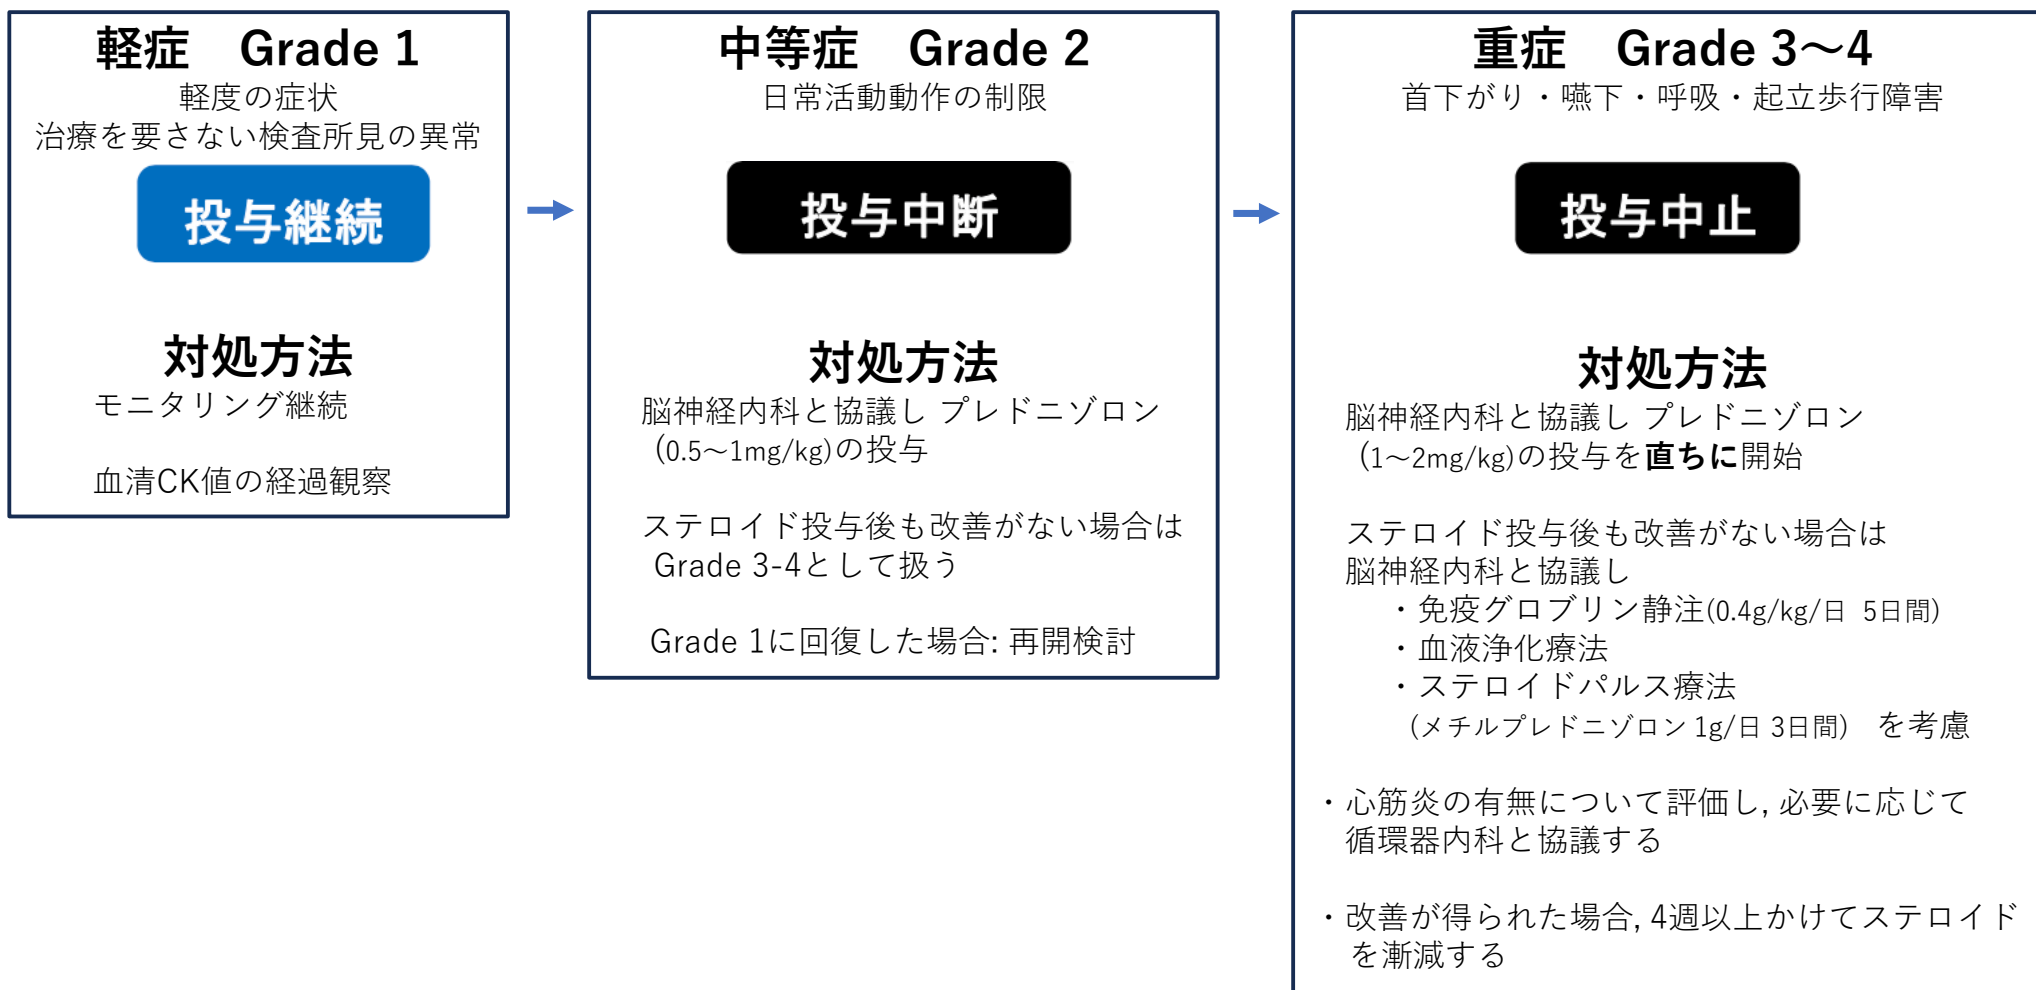 軽症　Grade 1
軽度の症状
治療を要さない検査所見の異常
投与継続
対処方法
モニタリング継続
血清CK値の経過観察
中等症　Grade 2
日常活動動作の制限
投与中断
対処方法
脳神経内科と協議し プレドニゾロン
(0.5～1mg/kg)の投与
ステロイド投与後も改善がない場合は
Grade 3-4として扱う
Grade 1に回復した場合: 再開検討
重症　Grade 3～4
首下がり・嚥下・呼吸・起立歩行障害
投与中止
対処方法
脳神経内科と協議し プレドニゾロン
(1～2mg/kg)の投与を直ちに開始
ステロイド投与後も改善がない場合は
脳神経内科と協議し
・免疫グロブリン静注(0.4g/kg/日 5日間)
・血液浄化療法
・ステロイドパルス療法
(メチルプレドニゾロン 1g/日 3日間)　を考慮
・心筋炎の有無について評価し, 必要に応じて
循環器内科と協議する
・改善が得られた場合, 4週以上かけてステロイド
を漸減する